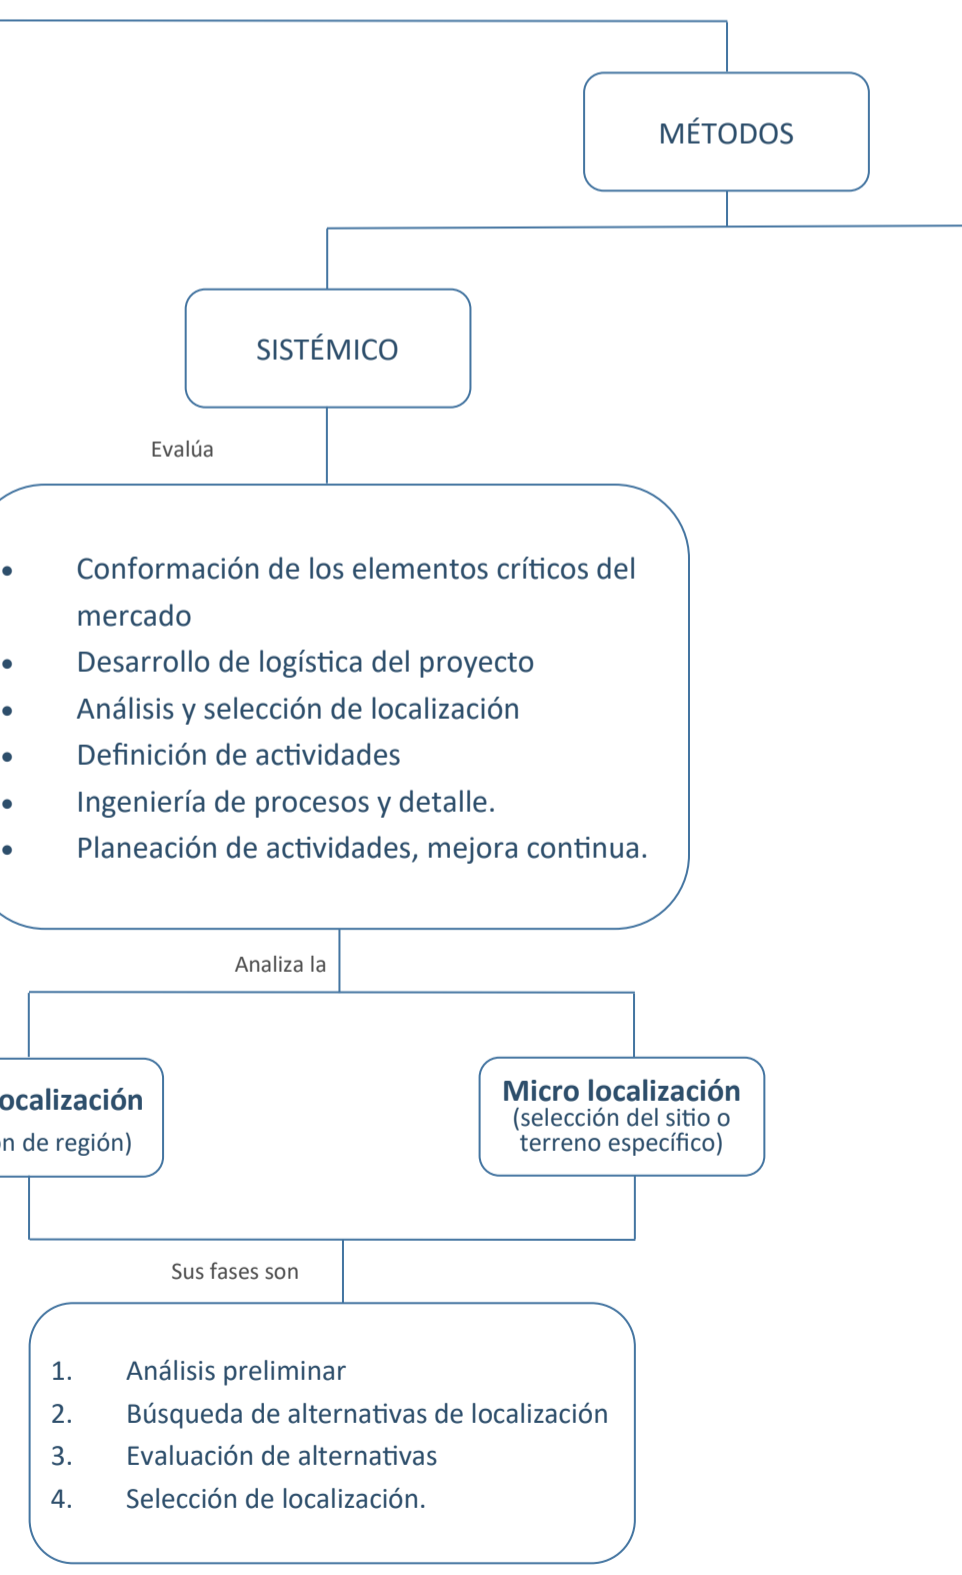 MÉTODOS
SISTÉMICO
Evalúa
• Conformación de los elementos críticos del
mercado
• Desarrollo de logística del proyecto
• Análisis y selección de localización
• Definición de actividades
• Ingeniería de procesos y detalle.
• Planeación de actividades, mejora continua.
Analiza la
ocalización
n de región)
Micro localización
(selección del sitio o
terreno específico)
Sus fases son
1. Análisis preliminar
2. Búsqueda de alternativas de localización
3. Evaluación de alternativas
4. Selección de localización.